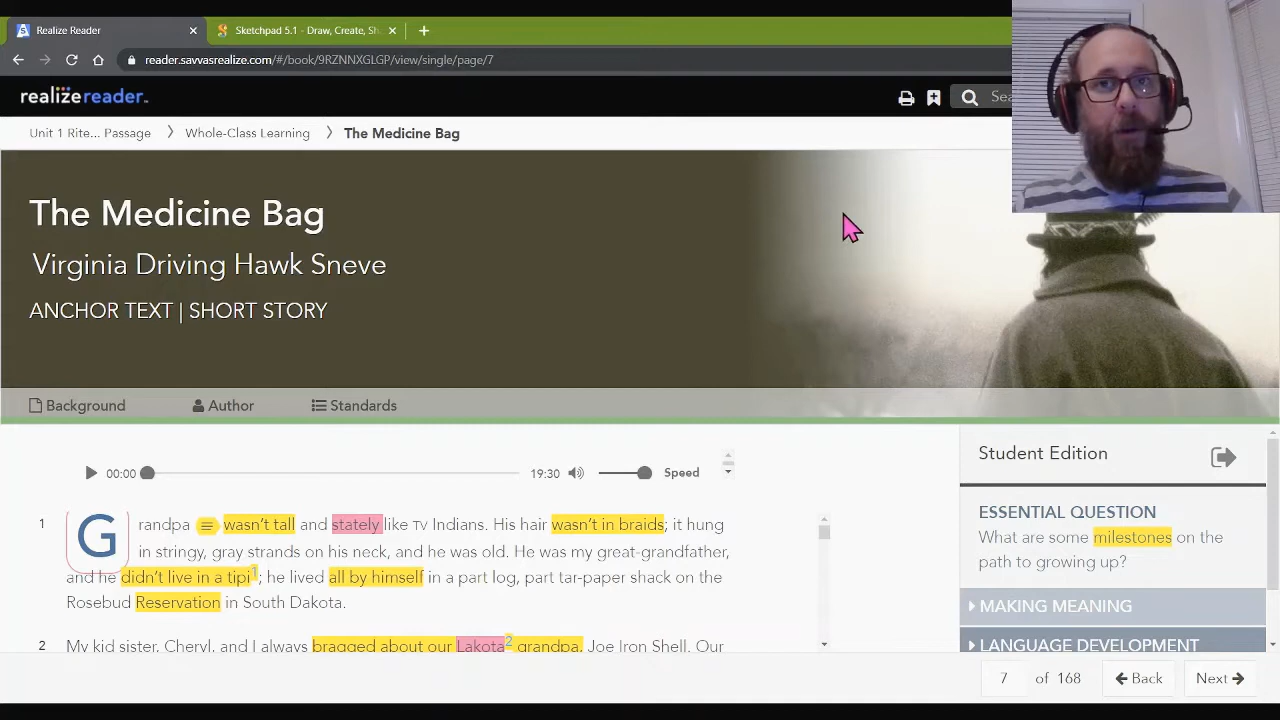 Realize Reader
Sketchpad 5.1 - Draw, Create, Sh
reader.savvasrealize.com/#/book/9RZNNZGLGP/view/single/page/7
realizereader
Sea
Unit 1 Rite... Passage > Whole-Class Learning > The Medicine Bag
The Medicine Bag
Virginia Driving Hawk Sneve
ANCHOR TEXT | SHORT STORY
Background Author Standards
00:00 19:30 Speed
1 Grandpa wasn't tall and stately like TV Indians. His hair wasn't in braids; it hung
in stringy, gray strands on his neck, and he was old. He was my great-grandfather,
and he didn't live in a tipi1; he lived all by himself in a part log, part tar-paper shack on the
Rosebud Reservation in South Dakota.
2 My kid sister, Cheryl, and I always bragged about our Lakota2 grandpa, Joe Iron Shell. Our
Student Edition
ESSENTIAL QUESTION
What are some milestones on the
path to growing up?
MAKING MEANING
LANGUAGE DEVELOPMENT
7 of 168 Back Next